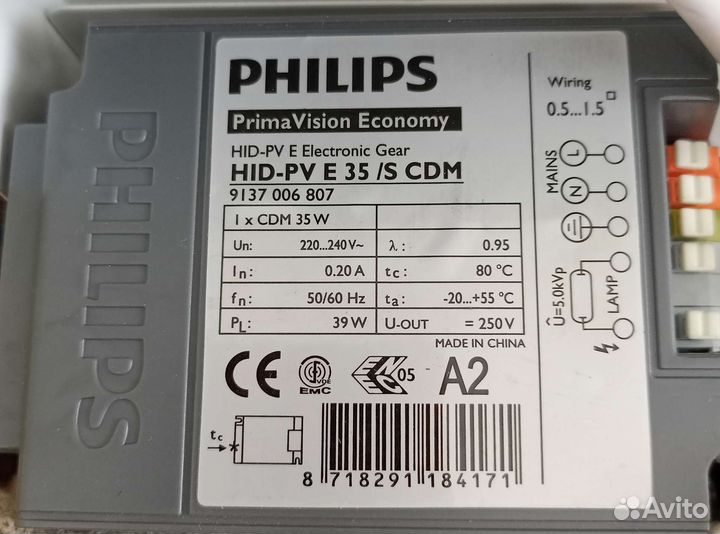 PHILIPS
PHILIPS
PrimaVision Economy
HID-PV E Electronic Gear
HID-PV E 35 /S CDM
9137 006 807
1 x CDM 35 W
Un: 220...240 V~ λ: 0.95
In: 0.20 A tc: 80 °C
fn: 50/60 Hz ta: -20...+55 °C
PL: 39 W U-OUT = 250 V
MADE IN CHINA
CE
VDE
EMC
05
A2
tc
8 718291 184171
Wiring
0.5...1.5
MAINS
L
N
LAMP
Û=5.0kVp
Avito